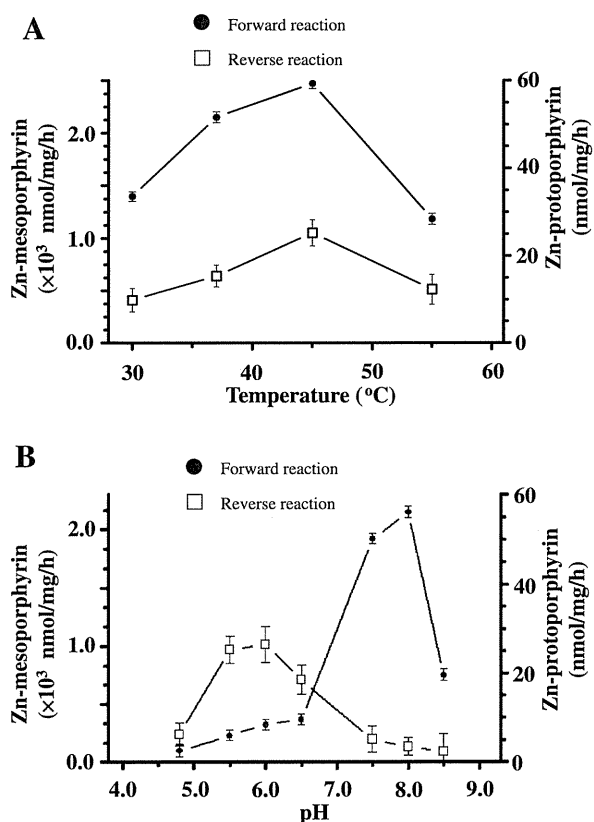 A
Forward reaction
Reverse reaction
Zn-mesoporphyrin
(×10³ nmol/mg/h)
2.0
1.0
0.0
60
40
20
0
Zn-protoporphyrin
(nmol/mg/h)
30
40
50
60
Temperature (°C)
B
Forward reaction
Reverse reaction
Zn-mesoporphyrin
(×10³ nmol/mg/h)
2.0
1.0
0.0
60
40
20
0
Zn-protoporphyrin
(nmol/mg/h)
4.0
5.0
6.0
7.0
8.0
9.0
pH